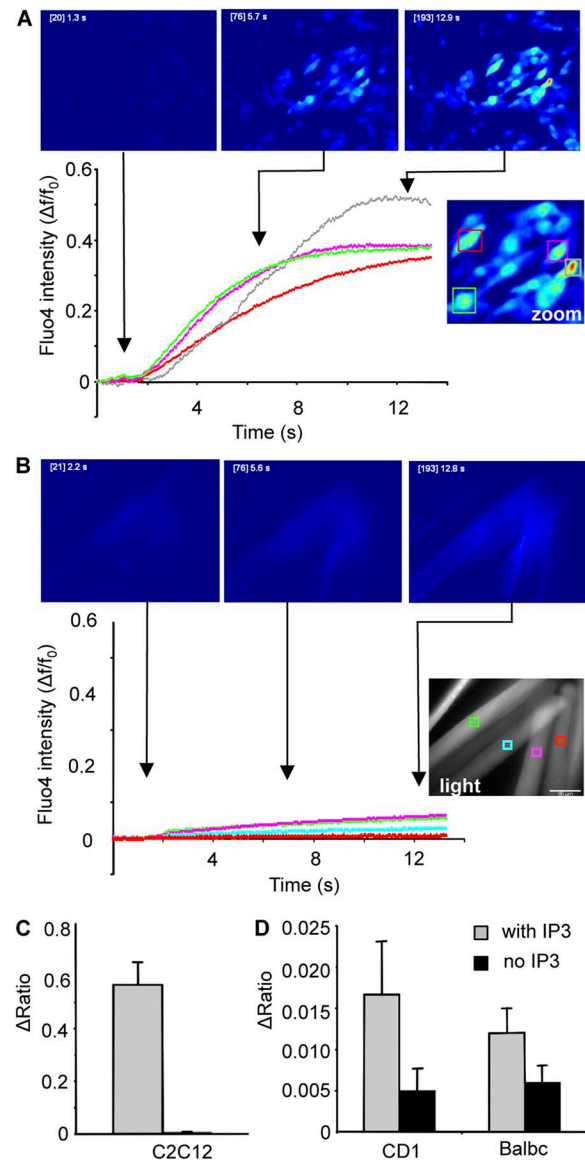 A
[20] 1.3 s
[76] 5.7 s
[193] 12.9 s
0.6
0.4
0.2
0
Fluo4 intensity (Δf/f0)
4 8 12
Time (s)
zoom
B
[21] 2.2 s
[76] 5.6 s
[193] 12.8 s
0.6
0.4
0.2
0
Fluo4 intensity (Δf/f0)
4 8 12
Time (s)
light
C
0.8
0.6
0.4
0.2
0
ΔRatio
C2C12
D
0.025
0.020
0.015
0.010
0.005
0
ΔRatio
with IP3
no IP3
CD1 Balbc